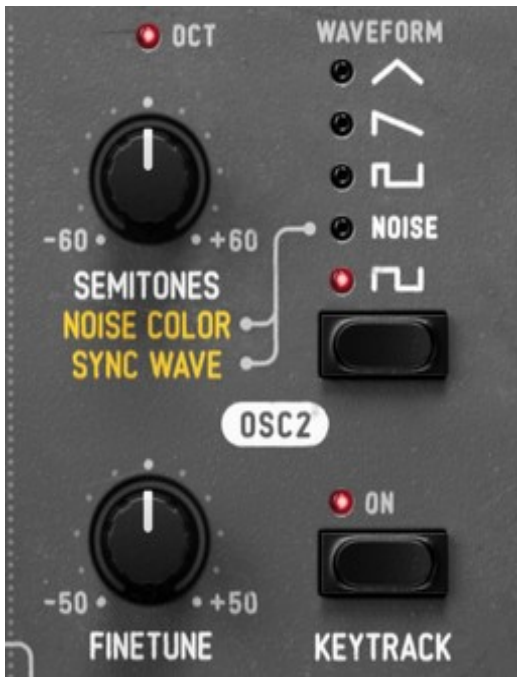 OCT
WAVEFORM
-60
+60
NOISE
SEMITONES
NOISE COLOR
SYNC WAVE
OSC2
ON
-50
+50
FINETUNE
KEYTRACK